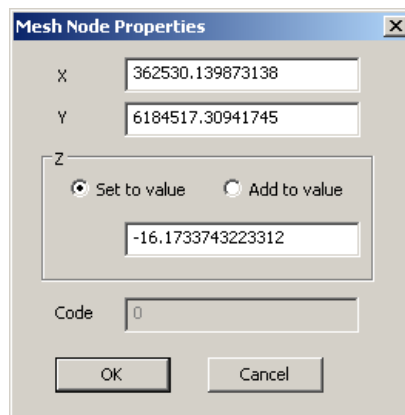 Mesh Node Properties
X 362530.139873138
Y 6184517.30941745
Z
Set to value Add to value
-16.1733743223312
Code 0
OK Cancel